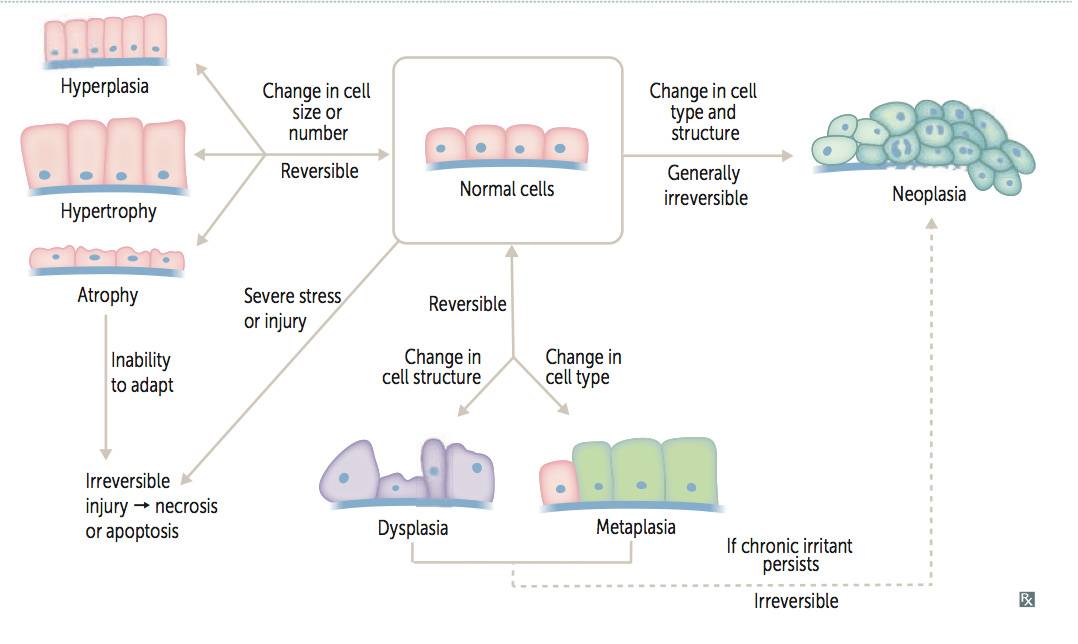 Hyperplasia
Hypertrophy
Atrophy
Inability
to adapt
Irreversible
injury → necrosis
or apoptosis
Change in cell
size or
number
Reversible
Severe stress
or injury
Normal cells
Change in cell
type and
structure
Generally
irreversible
Neoplasia
Reversible
Change in
cell structure
Change in
cell type
Dysplasia
Metaplasia
If chronic irritant
persists
Irreversible
Rx